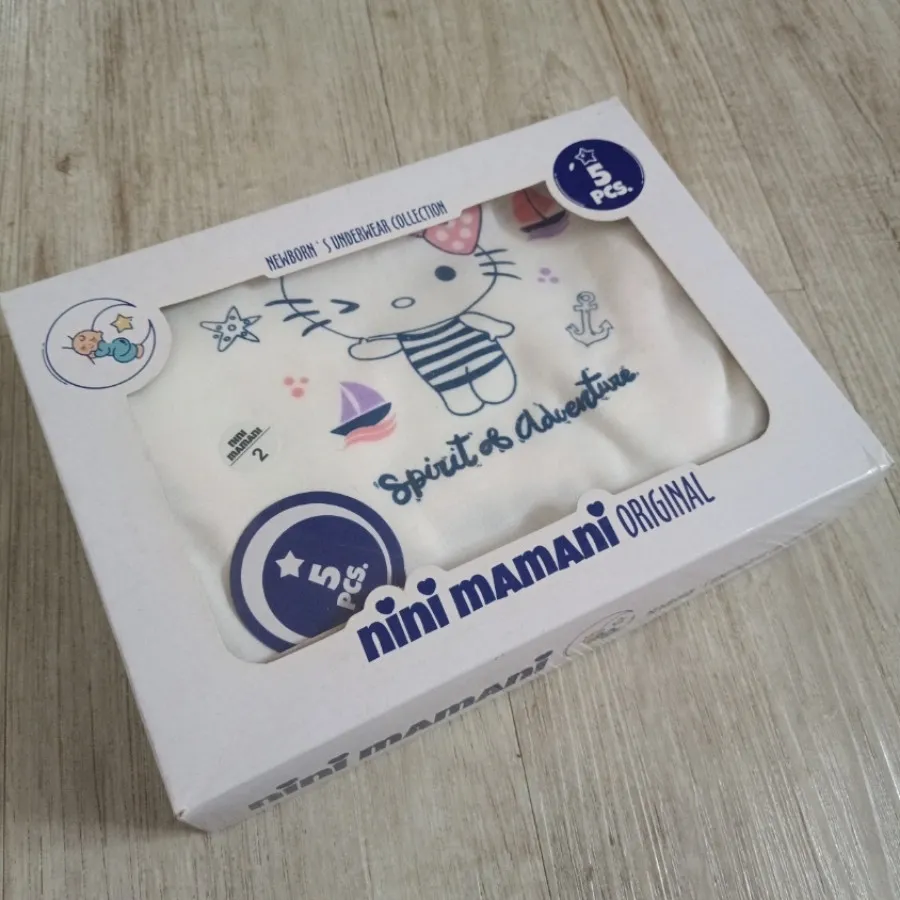 NEWBORN`S UNDERWEAR COLLECTION
5
PCS.
nini
MAMANI
2
Spirit of Adventure
5
PCS.
nini mamani ORIGINAL
nini mamani